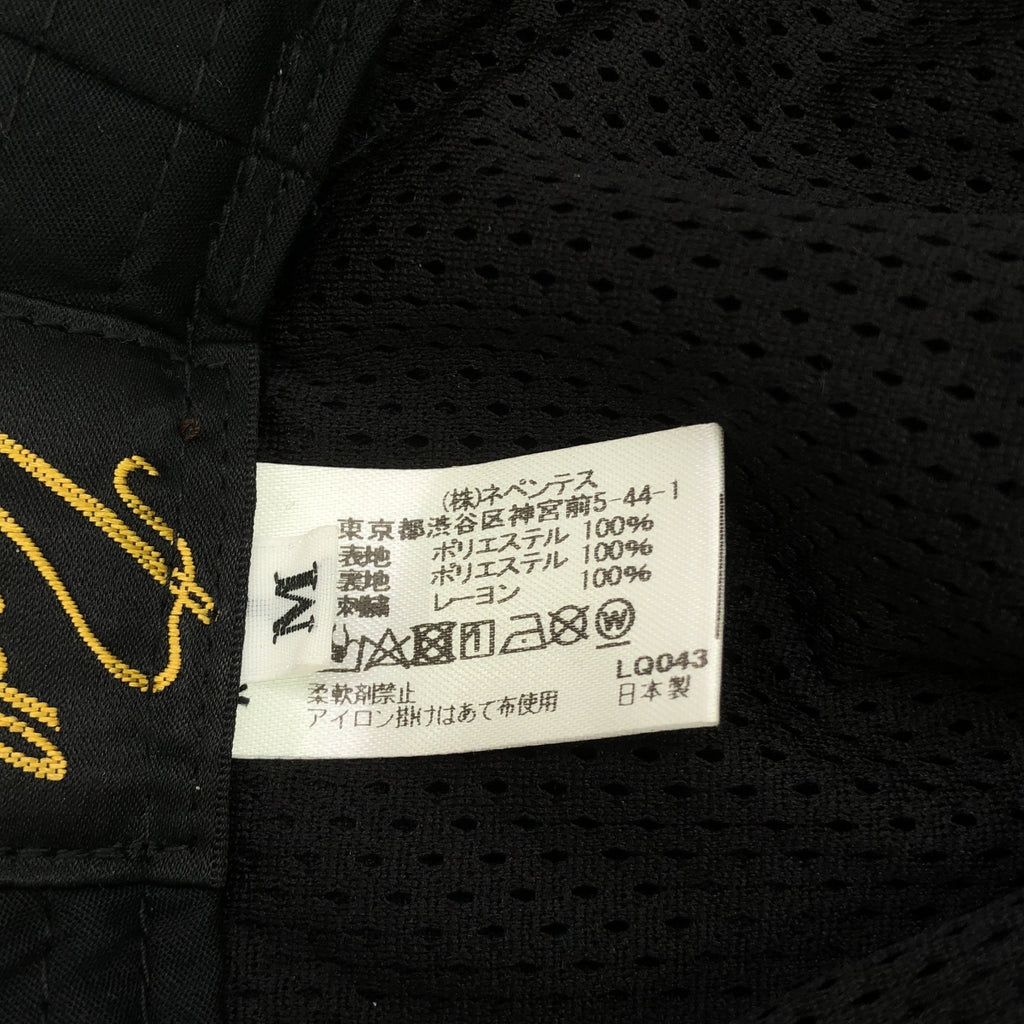 (株)ネペンテス
東京都渋谷区神宮前5-44-1
表地 ポリエステル 100%
裏地 ポリエステル 100%
刺繍 レーヨン 100%
M
W
LQ043
柔軟剤禁止 日本製
アイロン掛けはあて布使用